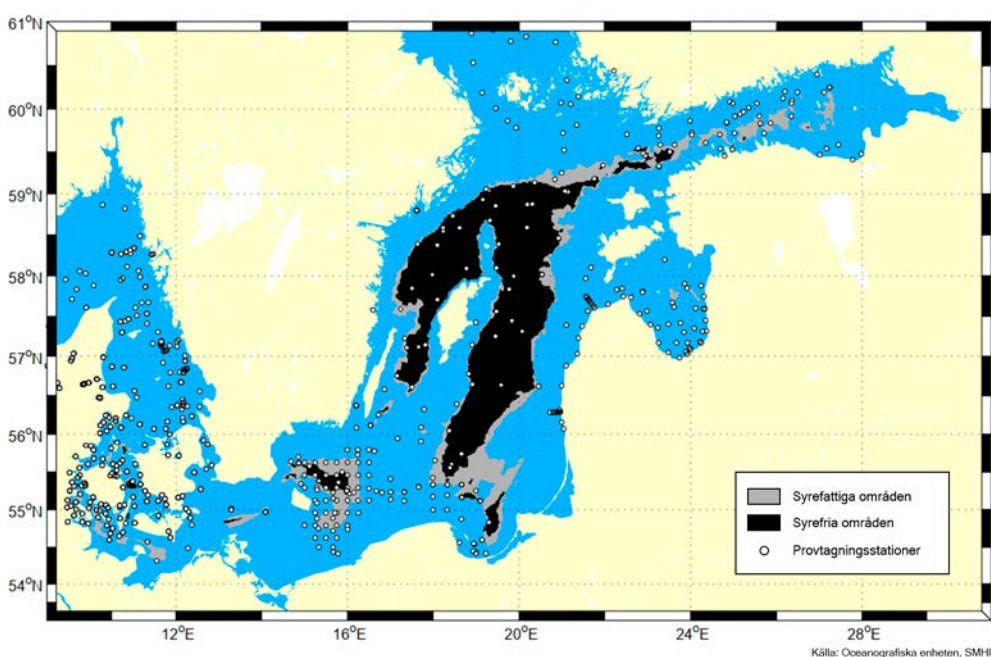 61°N
60°N
59°N
58°N
57°N
56°N
55°N
54°N
Syrefattiga områden
Syrefria områden
Provtagningsstationer
12°E 16°E 20°E 24°E 28°E
Källa: Oceanografiska enheten, SMHI